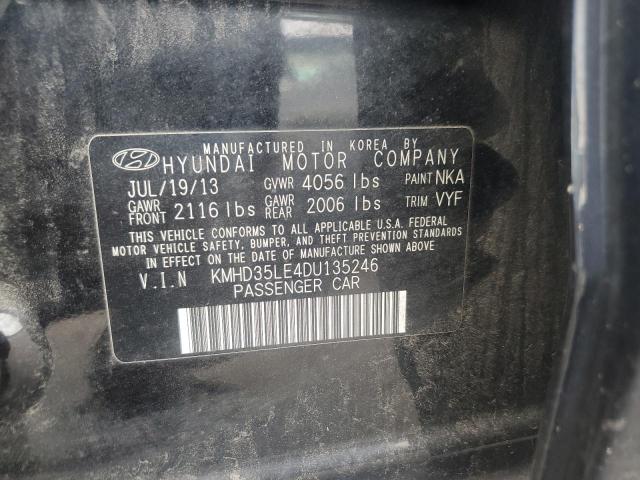 MANUFACTURED IN KOREA BY
HYUNDAI MOTOR COMPANY
JUL/19/13 GVWR 4056 lbs PAINT NKA
GAWR FRONT 2116 lbs GAWR REAR 2006 lbs TRIM VYF
THIS VEHICLE CONFORMS TO ALL APPLICABLE U.S.A. FEDERAL
MOTOR VEHICLE SAFETY, BUMPER, AND THEFT PREVENTION STANDARDS
IN EFFECT ON THE DATE OF MANUFACTURE SHOWN ABOVE.
V.I.N KMHD35LE4DU135246
PASSENGER CAR